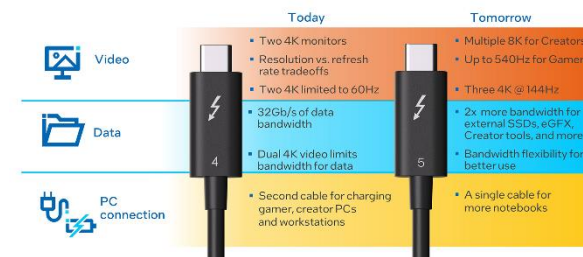 Today
Tomorrow
Video
Two 4K monitors
Resolution vs. refresh
rate tradeoffs
Two 4K limited to 60Hz
Multiple 8K for Creators
Up to 540Hz for Gamer
Three 4K @ 144Hz
Data
32Gb/s of data
bandwidth
Dual 4K video limits
bandwidth for data
4
2x more bandwidth for
external SSDs, eGFX,
Creator tools, and more
Bandwidth flexibility for
better use
5
PC
connection
Second cable for charging
gamer, creator PCs
and workstations
A single cable for
more notebooks